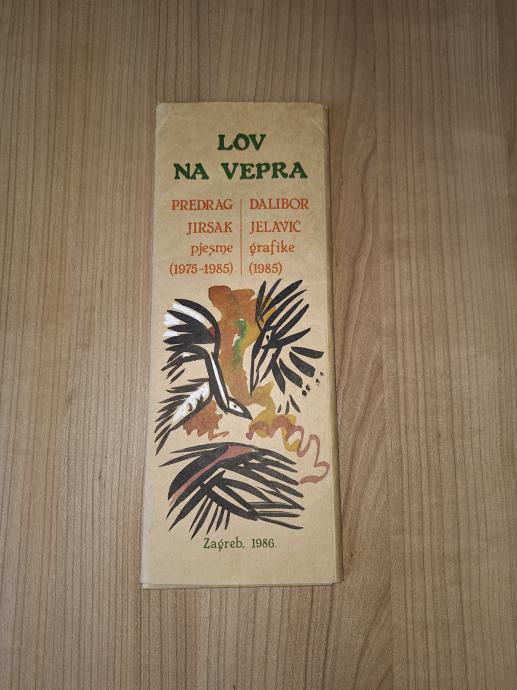 LOV
NA VEPRA
PREDRAG
JIRSAK
pjesme
(1975-1985)
DALIBOR
JELAVIĆ
grafike
(1985)
Zagreb, 1986.